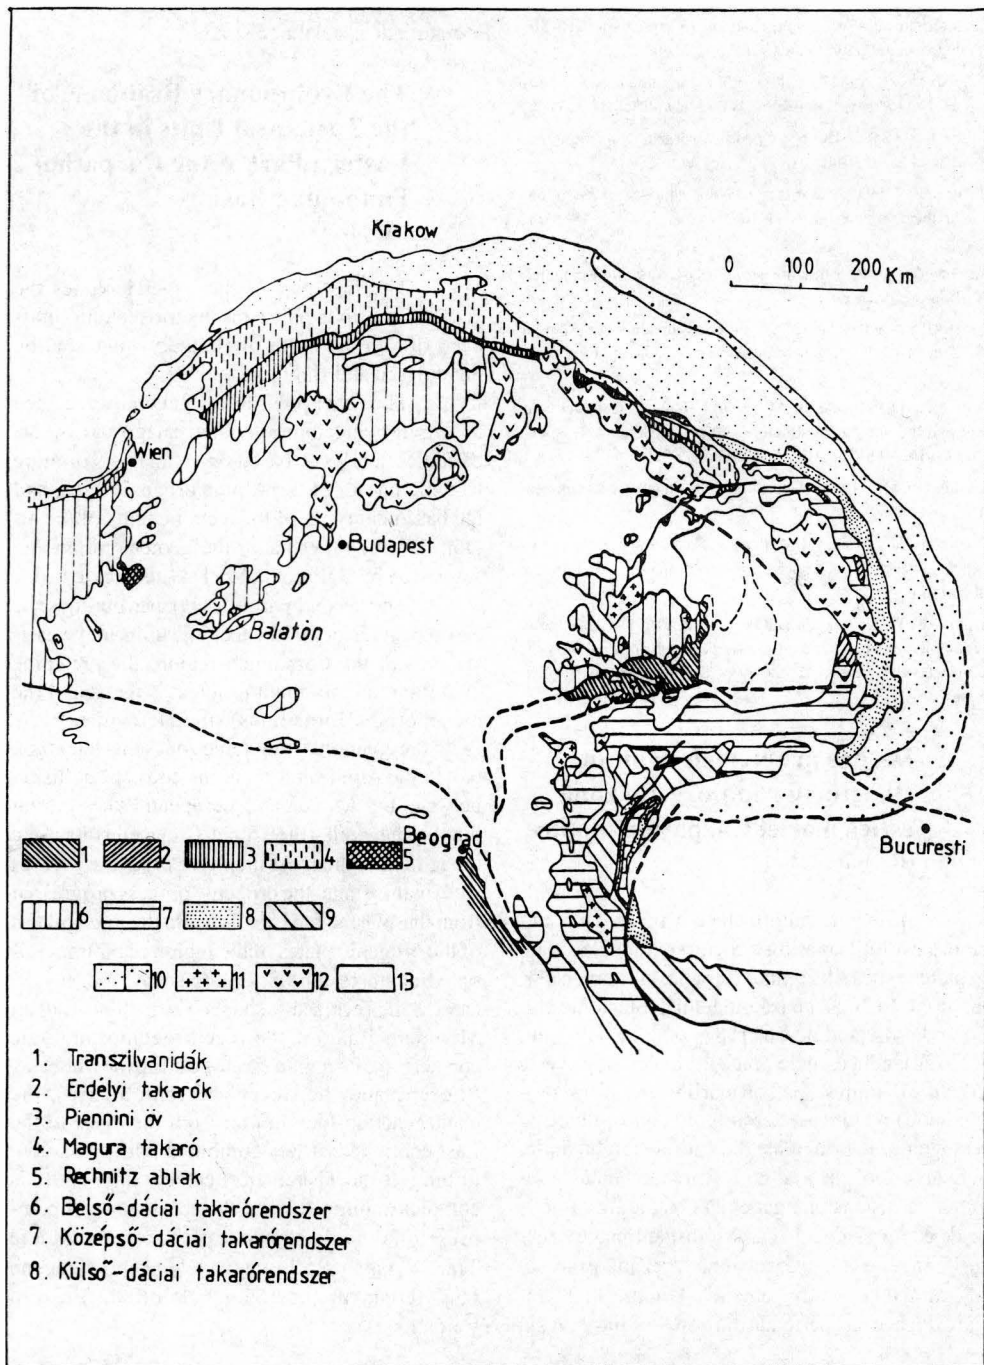 Krakow
0 100 200 Km
Wien
Budapest
Balatón
Beograd
București
1 2 3 4 5
6 7 8 9
10 11 12 13
1. Transzilvanidák
2. Erdélyi takarók
3 Piennini öv
4. Magura takaró
5. Rechnitz ablak
6. Belső-dáciai takarórendszer
7. Középső-dáciai takarórendszer
8. Külső-dáciai takarórendszer